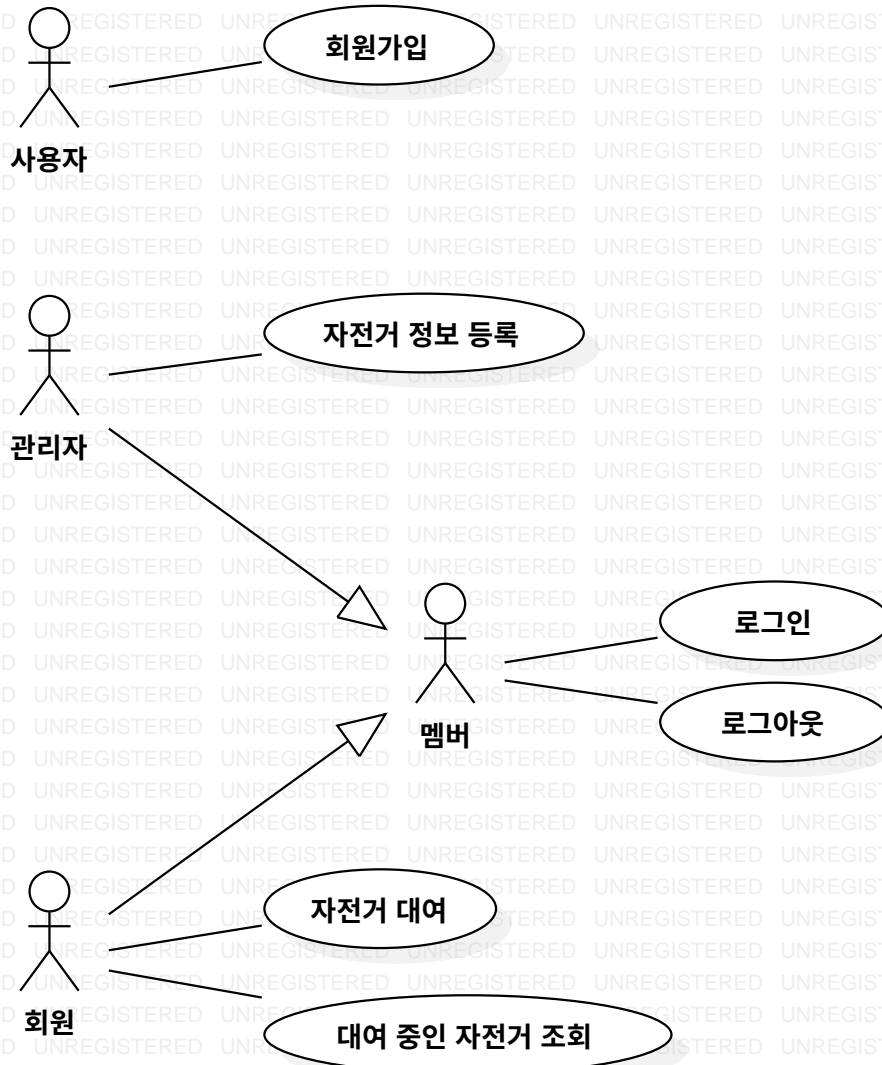 회원가입
사용자
자전거 정보 등록
관리자
로그인
멤버
로그아웃
자전거 대여
회원
대여 중인 자전거 조회
UNREGISTERED